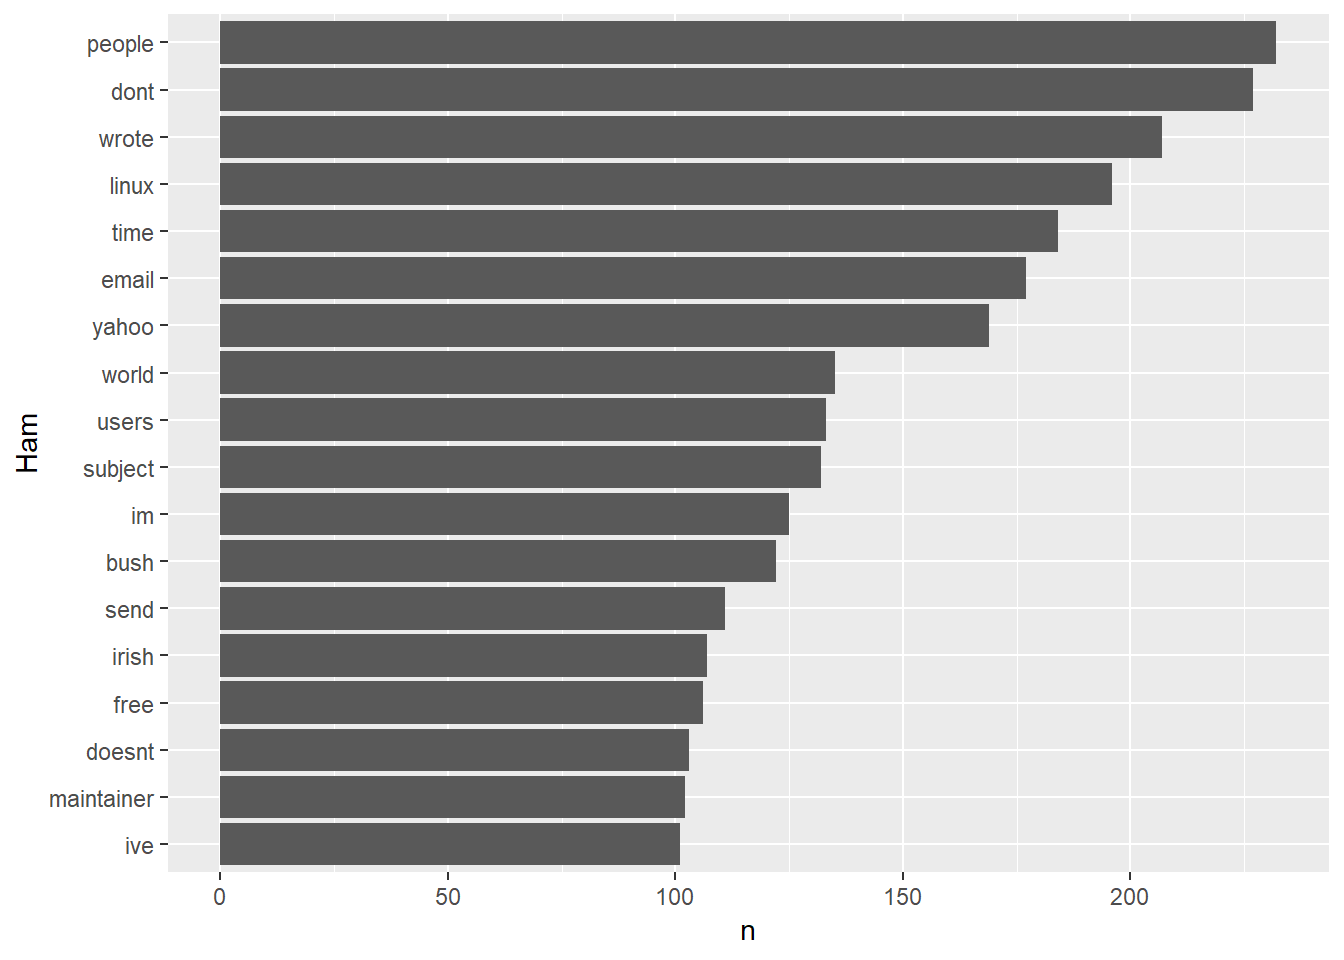 people
dont
wrote
linux
time
email
yahoo
world
users
subject
im
bush
send
irish
free
doesnt
maintainer
ive
Ham
0 50 100 150 200
n